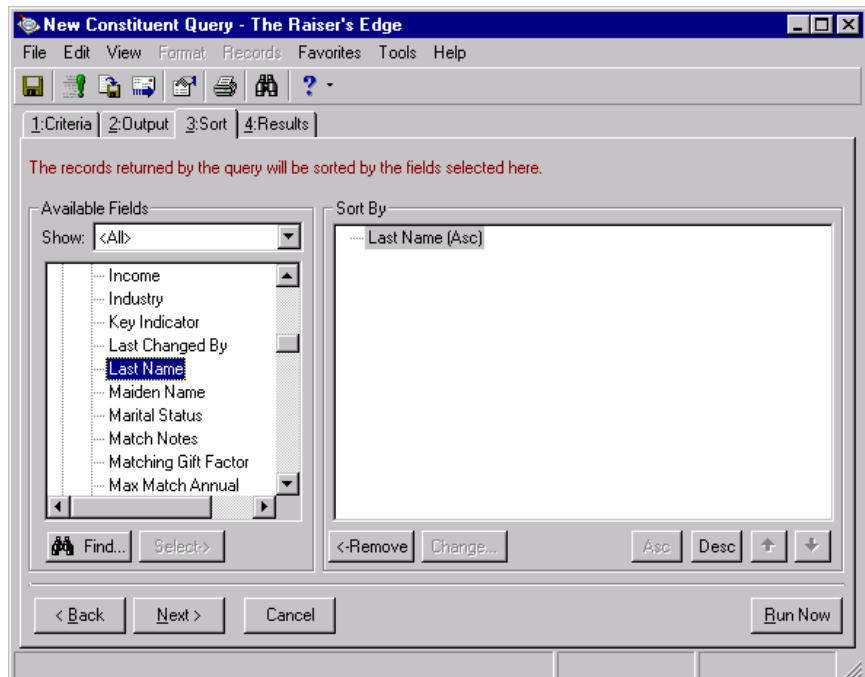 New Constituent Query - The Raiser's Edge
File Edit View Format Records Favorites Tools Help
1:Criteria 2:Output 3:Sort 4:Results
The records returned by the query will be sorted by the fields selected here.
Available Fields
Show: <All>
Income
Industry
Key Indicator
Last Changed By
Last Name
Maiden Name
Marital Status
Match Notes
Matching Gift Factor
Max Match Annual
Find... Select->
Sort By
Last Name (Asc)
<-Remove Change... Asc Desc
< Back Next > Cancel Run Now